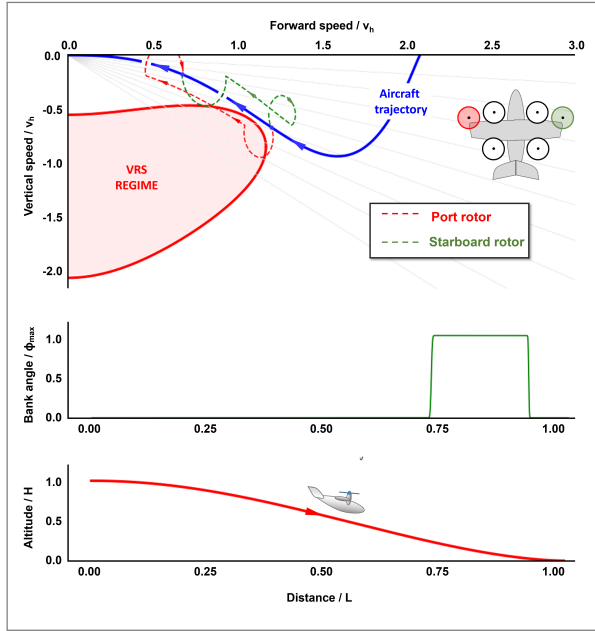 Forward speed / vh
0.0 0.5 1.0 1.5 2.0 2.5 3.0
0.0
-0.5
-1.0
-1.5
-2.0
Vertical speed / vh
Aircraft
trajectory
VRS
REGIME
Port rotor
Starboard rotor
Bank angle / ϕmax
1.0
0.5
0.0
0.00 0.25 0.50 0.75 1.00
Altitude / H
1.0
0.5
0.0
0.00 0.25 0.50 0.75 1.00
Distance / L